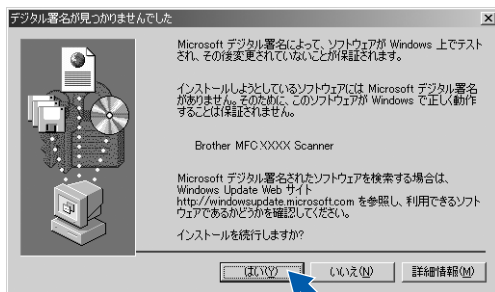 デジタル署名が見つかりませんでした
Microsoft デジタル署名によって、ソフトウェアが Windows 上でテスト
され、その後変更されていないことが保証されます。
インストールしようとしているソフトウェアには Microsoft デジタル署名
がありません。そのために、このソフトウェアが Windows で正しく動作
することは保証されません。
Brother MFC XXXX Scanner
Microsoft デジタル署名されたソフトウェアを検索する場合は、
Windows Update Web サイト
http://windowsupdate.microsoft.com を参照し、利用できるソフト
ウェアであるかどうかを確認してください。
インストールを続行しますか?
はい(Y) いいえ(N) 詳細情報(M)